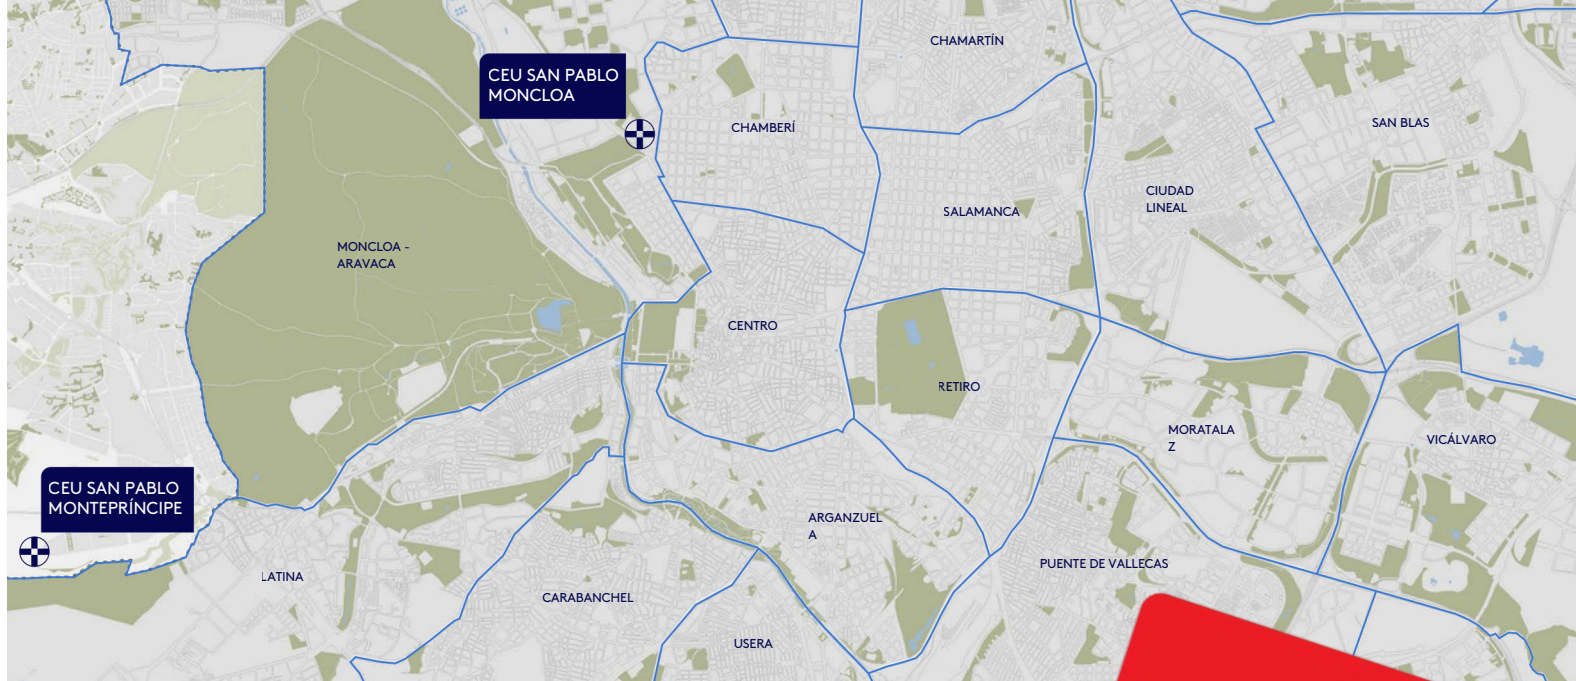 CHAMARTÍN
CEU SAN PABLO
MONCLOA
CHAMBERÍ
SAN BLAS
CIUDAD
LINEAL
SALAMANCA
MONCLOA -
ARAVACA
CENTRO
RETIRO
MORATALA
Z
VICÁLVARO
CEU SAN PABLO
MONTEPRÍNCIPE
ARGANZUEL
A
PUENTE DE VALLECAS
LATINA
CARABANCHEL
USERA